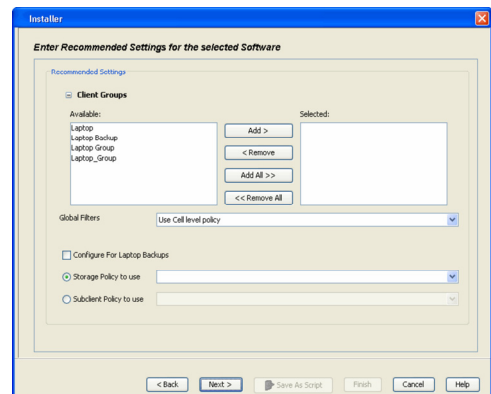 Installer
Enter Recommended Settings for the selected Software
Recommended Settings
Client Groups
Available:
Selected:
Laptop
Laptop Backup
Laptop Group
Laptop_Group
Add >
< Remove
Add All >>
<< Remove All
Global Filters
Use Cell level policy
Configure For Laptop Backups
Storage Policy to use
Subclient Policy to use
< Back
Next >
Save As Script
Finish
Cancel
Help